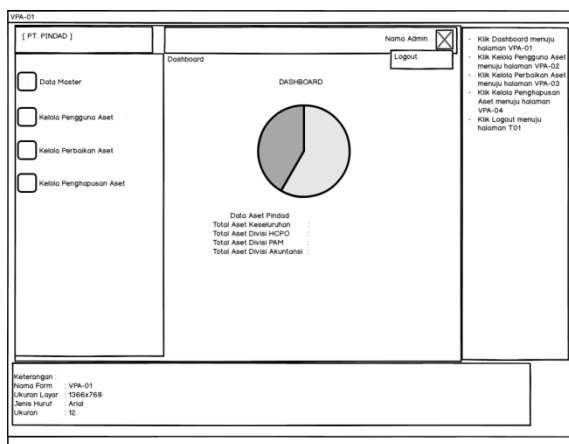 VPA-01
[ PT. PINDAD ]
Nama Admin
Logout
Dashboard
DASHBOARD
Data Master
Kelola Pengguna Aset
Kelola Perbaikan Aset
Kelola Penghapusan Aset
Data Aset Pindad
Total Aset Keseluruhan :
Total Aset Divisi HCPO :
Total Aset Divisi PAM :
Total Aset Divisi Akuntansi :
· Klik Dashboard menuju
halaman VPA-01
· Klik Kelola Pengguna Aset
menuju halaman VPA-02
· Klik Kelola Perbaikan Aset
menuju halaman VPA-03
· Klik Kelola Penghapusan
Aset menuju halaman
VPA-04
· Klik Logout menuju
halaman T01
Keterangan :
Nama Form : VPA-01
Ukuran Layar : 1366x768
Jenis Huruf : Arial
Ukuran : 12